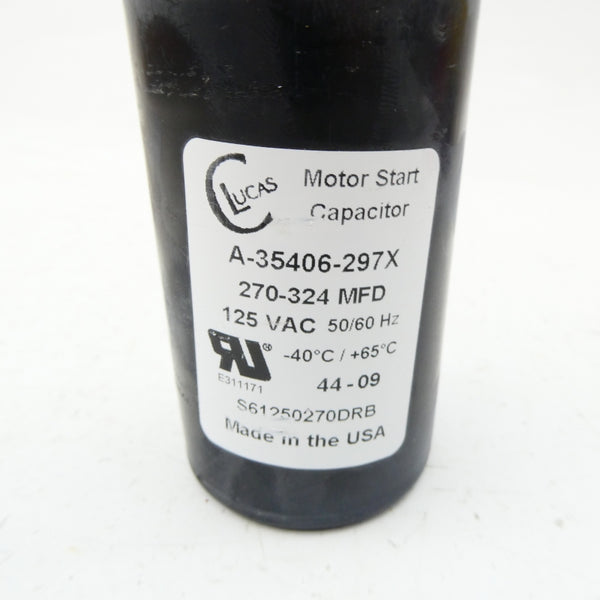 C LUCAS
Motor Start
Capacitor
A-35406-297X
270-324 MFD
125 VAC 50/60 Hz
RU® -40°C / +65°C
E311171
44-09
S61250270DRB
Made in the USA